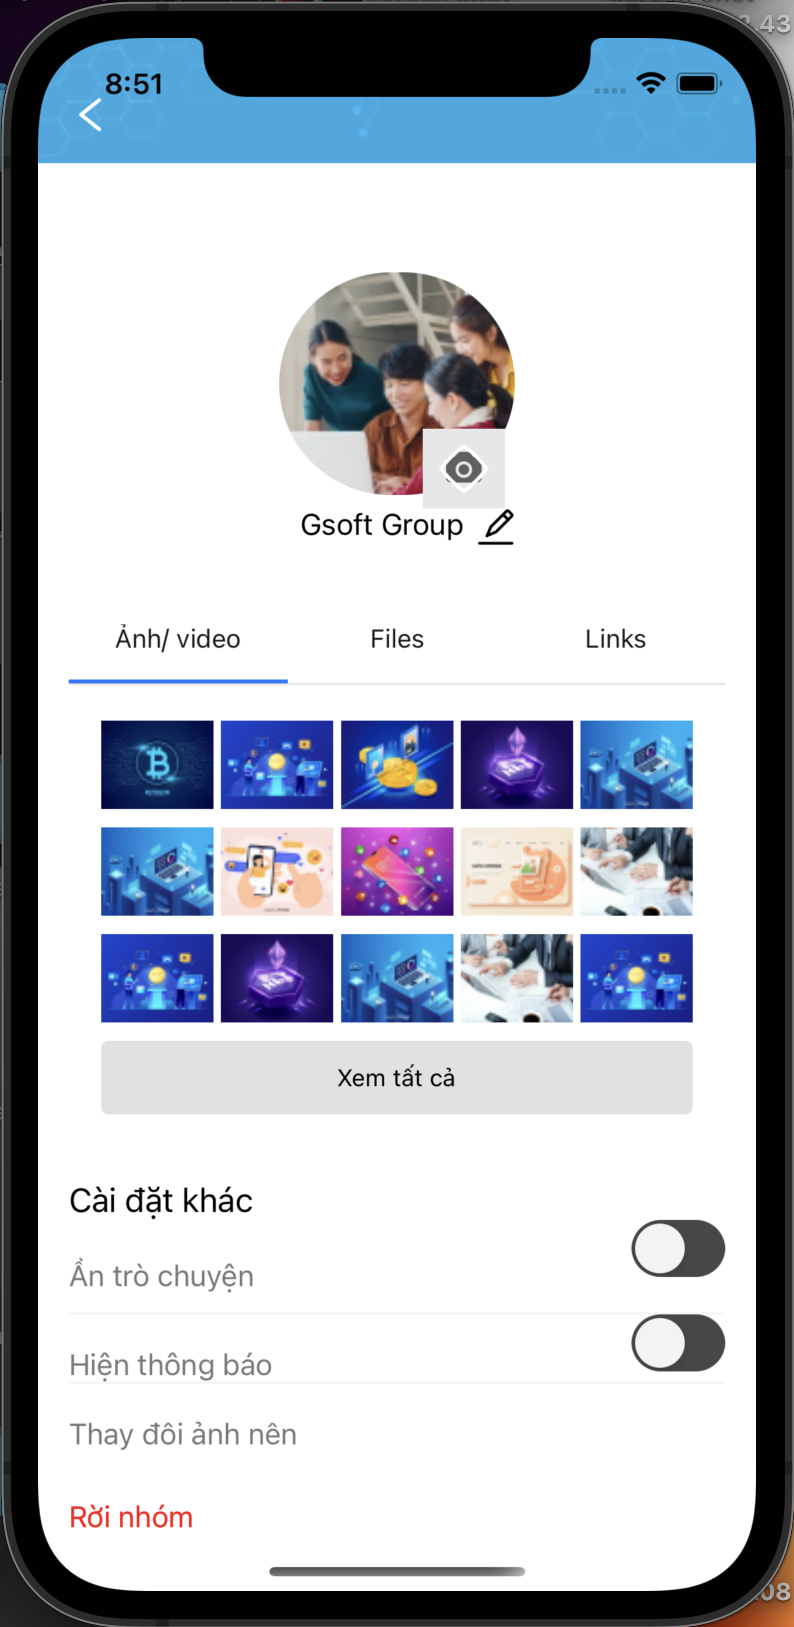 8:51
Gsoft Group
Ảnh/ video
Files
Links
Xem tất cả
Cài đặt khác
Ẩn trò chuyện
Hiện thông báo
Thay đôi ảnh nên
Rời nhóm